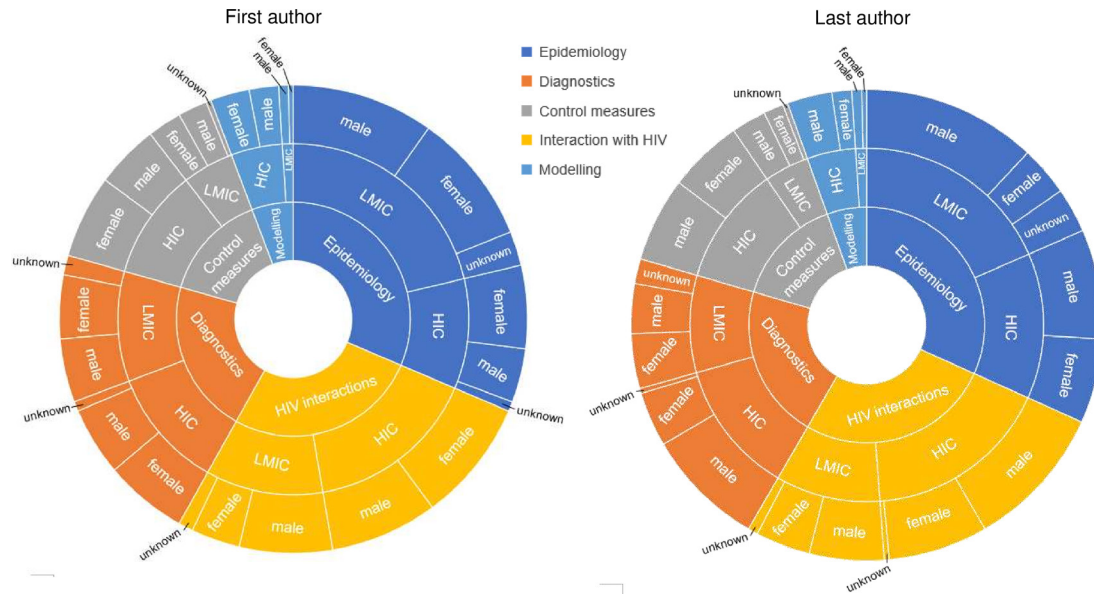 First author
Last author
Epidemiology
Diagnostics
Control measures
Interaction with HIV
Modelling
male
female
unknown
LMIC
Epidemiology
female
male
unknown
HIC
female
male
HIC
HIV interactions
male
female
unknown
LMIC
female
male
unknown
HIC
Diagnostics
male
female
unknown
LMIC
female
male
HIC
Control
measures
female
male
unknown
LMIC
female
male
HIC
Modelling
male
female
LMIC
male
female
unknown
LMIC
Epidemiology
male
female
HIC
male
female
unknown
HIC
HIV interactions
male
female
unknown
LMIC
male
female
unknown
HIC
Diagnostics
female
male
unknown
LMIC
male
female
HIC
Control
measures
male
female
unknown
LMIC
male
female
HIC
Modelling
male
female
LMIC